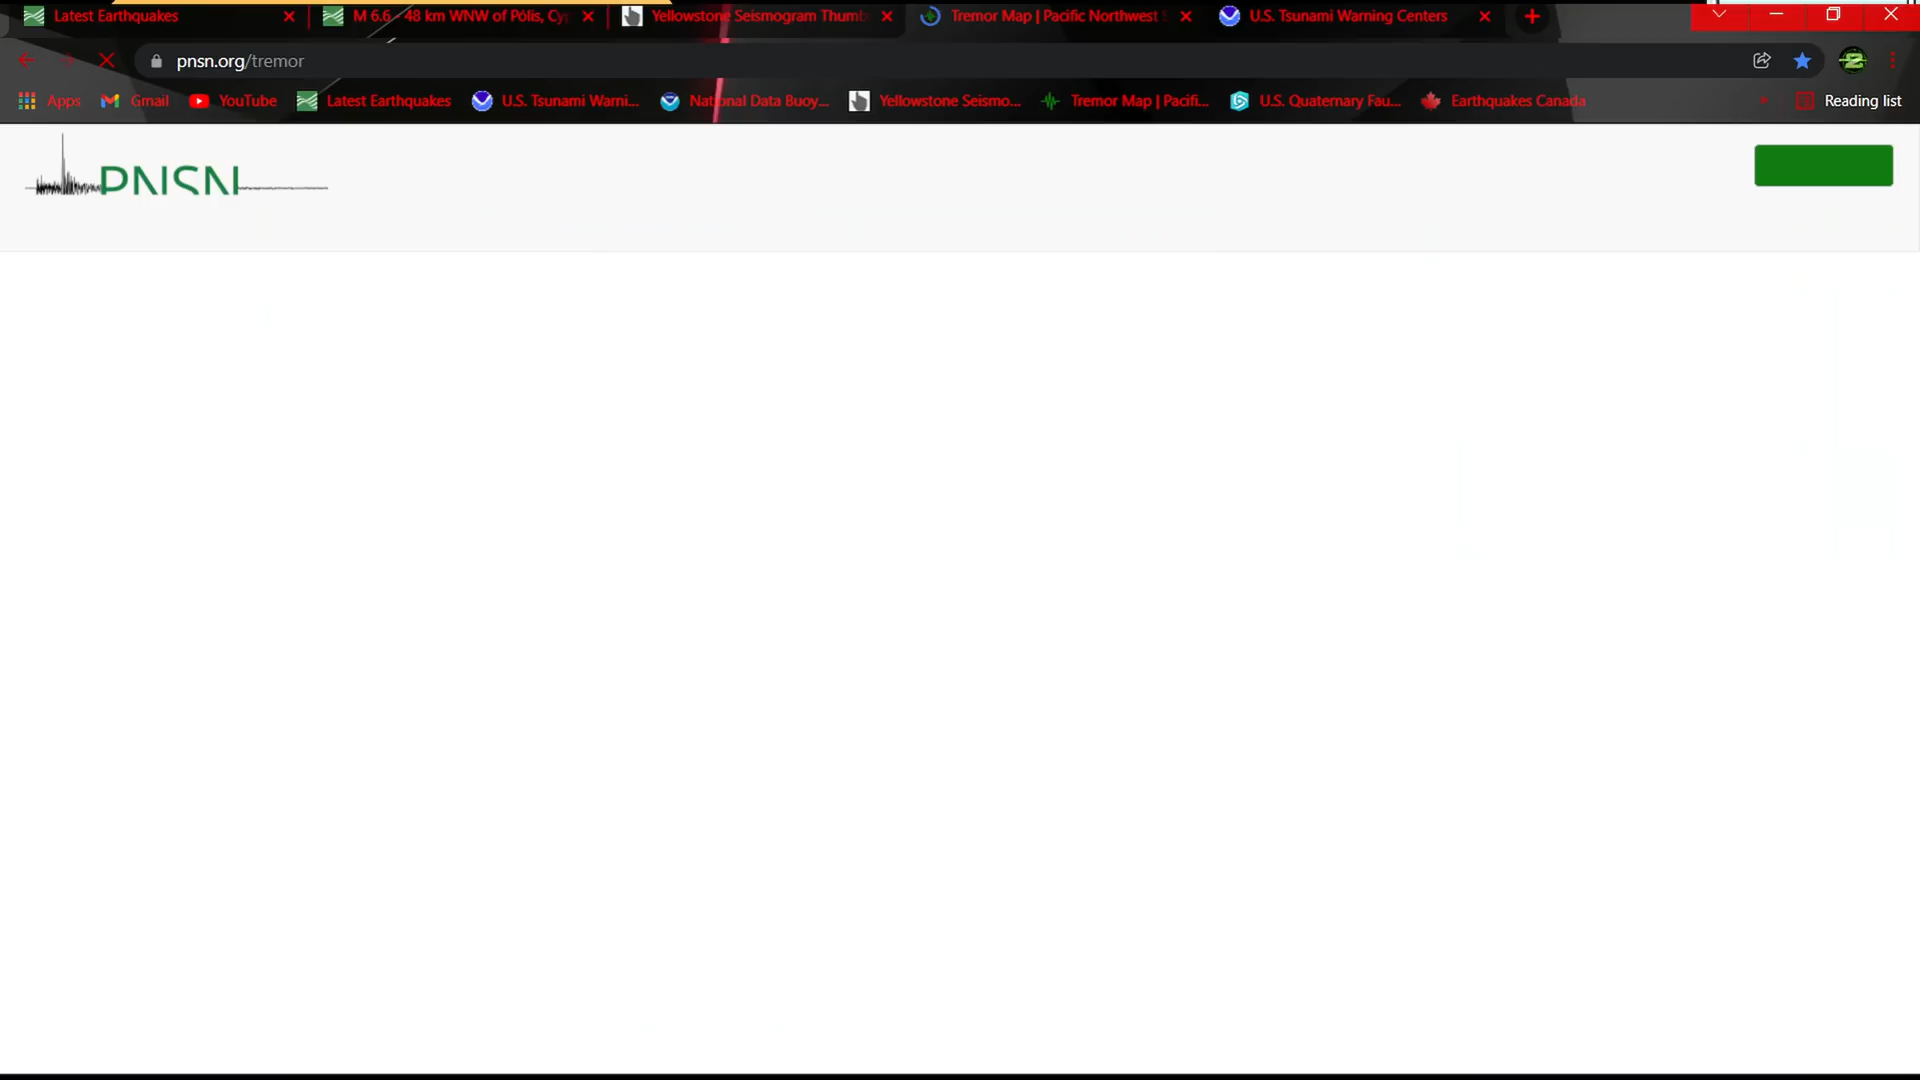 Latest Earthquakes M 6.6 - 48 km WNW of Pólis, Cyp Yellowstone Seismogram Thumb Tremor Map | Pacific Northwest S U.S. Tsunami Warning Centers
pnsn.org/tremor
Apps Gmail YouTube Latest Earthquakes U.S. Tsunami Warni... National Data Buoy... Yellowstone Seismo... Tremor Map | Pacifi... U.S. Quaternary Fau... Earthquakes Canada Reading list
PNSN